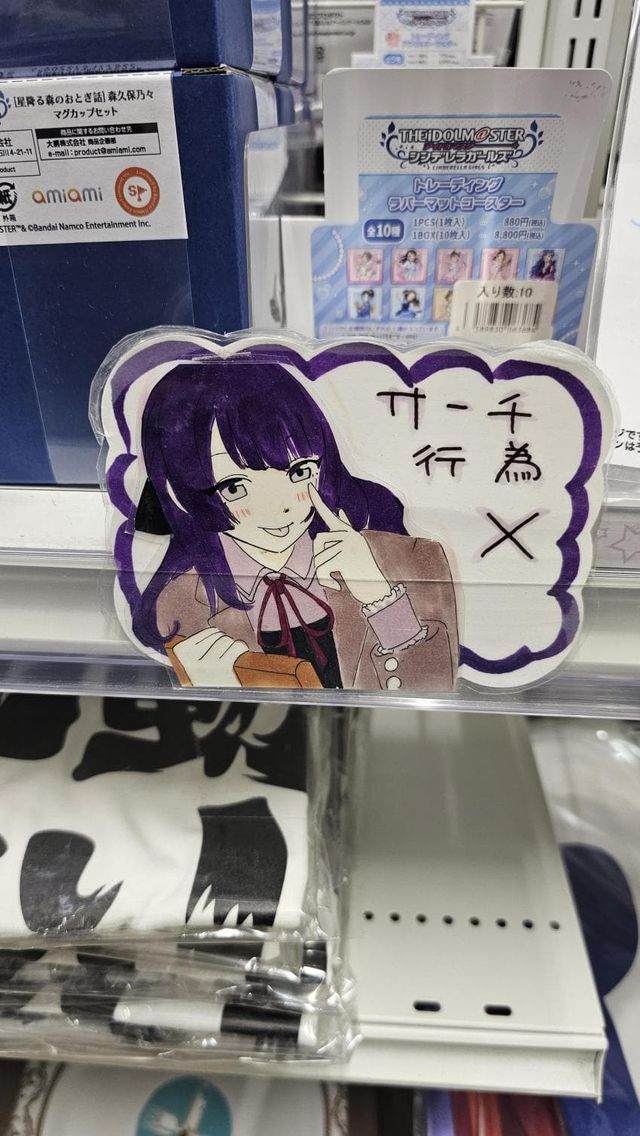 [星降る森のおとぎ話] 森久保乃々
マグカップセット
商品に関するお問い合わせ先
大網株式会社 商品企画部
e-mail : product@amiami.com
amiami
& ©Bandai Namco Entertainment Inc.
THE IDOLM@STER
シンデレラガールズ
CINDERELLA GIRLS
トレーディング
ラバーマットコースター
全10種
1PCS(1枚入) = 880円(税込)
1BOX(10枚入) = 8,800円(税込)
入り数:10
サーチ
行為
×